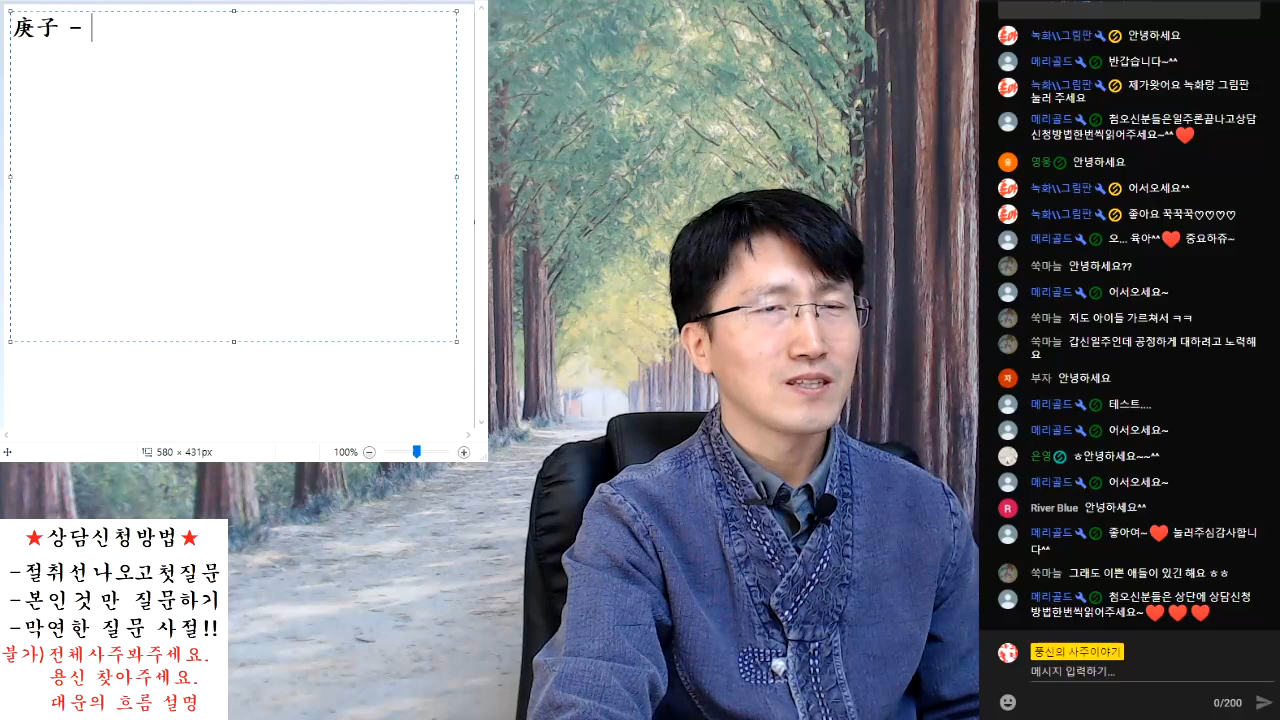 庚子 -
580 × 431px
100%
★상담신청방법★
-절취선나오고첫질문
-본인것만 질문하기
-막연한 질문 사절!!
불가)전체사주봐주세요.
용신 찾아주세요.
대운의 흐름 설명
녹화\\그림판 안녕하세요
메리골드 반갑습니다~^^
녹화\\그림판 제가왓어요 녹화랑 그림판
눌러 주세요
메리골드 첨오신분들은일주론끝나고상담
신청방법한번씩읽어주세요~^^❤️
영웅 안녕하세요
녹화\\그림판 어서오세요^^
녹화\\그림판 좋아요 꾹꾹꾹♡♡♡♡
메리골드 오... 육아^^❤️ 중요하쥬~
쑥마늘 안녕하세요??
메리골드 어서오세요~
쑥마늘 저도 아이들 가르쳐서 ㅋㅋ
쑥마늘 갑신일주인데 공정하게 대하려고 노력해
요
자 부자 안녕하세요
메리골드 테스트....
메리골드 어서오세요~
은영 ㅎ안녕하세요~~^^
메리골드 어서오세요~
R River Blue 안녕하세요^^
메리골드 좋아여~❤️ 눌러주심감사합니
다^^
쑥마늘 그래도 이쁜 애들이 있긴 해요 ㅎㅎ
메리골드 첨오신분들은 상단에 상담신청
방법한번씩읽어주세요~❤️❤️❤️
풍신의 사주이야기
메시지 입력하기...
0/200